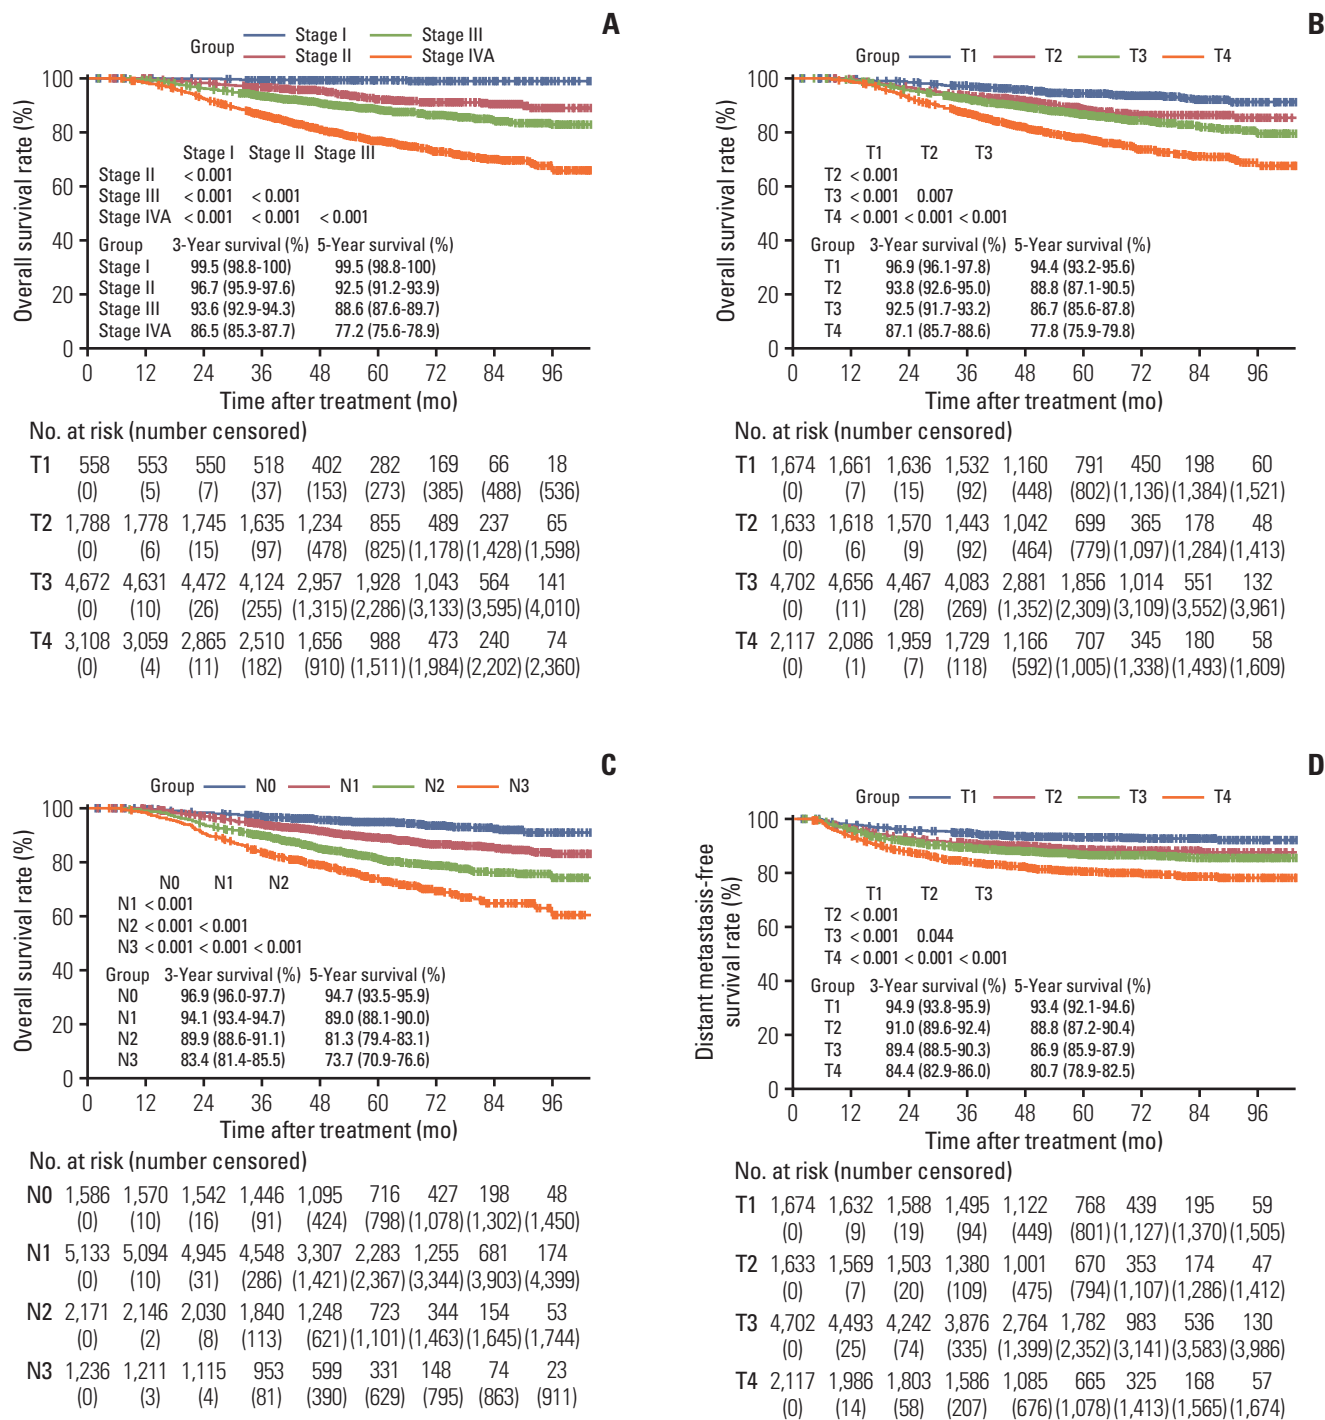 A
Group Stage I Stage III
Stage II Stage IVA
Overall survival rate (%)
100
80
60
40
20
0
Stage I Stage II Stage III
Stage II < 0.001
Stage III < 0.001 < 0.001
Stage IVA < 0.001 < 0.001 < 0.001
Group 3-Year survival (%) 5-Year survival (%)
Stage I 99.5 (98.8-100) 99.5 (98.8-100)
Stage II 96.7 (95.9-97.6) 92.5 (91.2-93.9)
Stage III 93.6 (92.9-94.3) 88.6 (87.6-89.7)
Stage IVA 86.5 (85.3-87.7) 77.2 (75.6-78.9)
0 12 24 36 48 60 72 84 96
Time after treatment (mo)
No. at risk (number censored)
T1 558 553 550 518 402 282 169 66 18
(0) (5) (7) (37) (153) (273) (385) (488) (536)
T2 1,788 1,778 1,745 1,635 1,234 855 489 237 65
(0) (6) (15) (97) (478) (825) (1,178) (1,428) (1,598)
T3 4,672 4,631 4,472 4,124 2,957 1,928 1,043 564 141
(0) (10) (26) (255) (1,315) (2,286) (3,133) (3,595) (4,010)
T4 3,108 3,059 2,865 2,510 1,656 988 473 240 74
(0) (4) (11) (182) (910) (1,511) (1,984) (2,202) (2,360)
B
Group T1 T2 T3 T4
Overall survival rate (%)
100
80
60
40
20
0
T1 T2 T3
T2 < 0.001
T3 < 0.001 0.007
T4 < 0.001 < 0.001 < 0.001
Group 3-Year survival (%) 5-Year survival (%)
T1 96.9 (96.1-97.8) 94.4 (93.2-95.6)
T2 93.8 (92.6-95.0) 88.8 (87.1-90.5)
T3 92.5 (91.7-93.2) 86.7 (85.6-87.8)
T4 87.1 (85.7-88.6) 77.8 (75.9-79.8)
0 12 24 36 48 60 72 84 96
Time after treatment (mo)
No. at risk (number censored)
T1 1,674 1,661 1,636 1,532 1,160 791 450 198 60
(0) (7) (15) (92) (448) (802) (1,136) (1,384) (1,521)
T2 1,633 1,618 1,570 1,443 1,042 699 365 178 48
(0) (6) (9) (92) (464) (779) (1,097) (1,284) (1,413)
T3 4,702 4,656 4,467 4,083 2,881 1,856 1,014 551 132
(0) (11) (28) (269) (1,352) (2,309) (3,109) (3,552) (3,961)
T4 2,117 2,086 1,959 1,729 1,166 707 345 180 58
(0) (1) (7) (118) (592) (1,005) (1,338) (1,493) (1,609)
C
Group N0 N1 N2 N3
Overall survival rate (%)
100
80
60
40
20
0
N0 N1 N2
N1 < 0.001
N2 < 0.001 < 0.001
N3 < 0.001 < 0.001 < 0.001
Group 3-Year survival (%) 5-Year survival (%)
N0 96.9 (96.0-97.7) 94.7 (93.5-95.9)
N1 94.1 (93.4-94.7) 89.0 (88.1-90.0)
N2 89.9 (88.6-91.1) 81.3 (79.4-83.1)
N3 83.4 (81.4-85.5) 73.7 (70.9-76.6)
0 12 24 36 48 60 72 84 96
Time after treatment (mo)
No. at risk (number censored)
N0 1,586 1,570 1,542 1,446 1,095 716 427 198 48
(0) (10) (16) (91) (424) (798) (1,078) (1,302) (1,450)
N1 5,133 5,094 4,945 4,548 3,307 2,283 1,255 681 174
(0) (10) (31) (286) (1,421) (2,367) (3,344) (3,903) (4,399)
N2 2,171 2,146 2,030 1,840 1,248 723 344 154 53
(0) (2) (8) (113) (621) (1,101) (1,463) (1,645) (1,744)
N3 1,236 1,211 1,115 953 599 331 148 74 23
(0) (3) (4) (81) (390) (629) (795) (863) (911)
D
Group T1 T2 T3 T4
Distant metastasis-free
survival rate (%)
100
80
60
40
20
0
T1 T2 T3
T2 < 0.001
T3 < 0.001 0.044
T4 < 0.001 < 0.001 < 0.001
Group 3-Year survival (%) 5-Year survival (%)
T1 94.9 (93.8-95.9) 93.4 (92.1-94.6)
T2 91.0 (89.6-92.4) 88.8 (87.2-90.4)
T3 89.4 (88.5-90.3) 86.9 (85.9-87.9)
T4 84.4 (82.9-86.0) 80.7 (78.9-82.5)
0 12 24 36 48 60 72 84 96
Time after treatment (mo)
No. at risk (number censored)
T1 1,674 1,632 1,588 1,495 1,122 768 439 195 59
(0) (9) (19) (94) (449) (801) (1,127) (1,370) (1,505)
T2 1,633 1,569 1,503 1,380 1,001 670 353 174 47
(0) (7) (20) (109) (475) (794) (1,107) (1,286) (1,412)
T3 4,702 4,493 4,242 3,876 2,764 1,782 983 536 130
(0) (25) (74) (335) (1,399) (2,352) (3,141) (3,583) (3,986)
T4 2,117 1,986 1,803 1,586 1,085 665 325 168 57
(0) (14) (58) (207) (676) (1,078) (1,413) (1,565) (1,674)